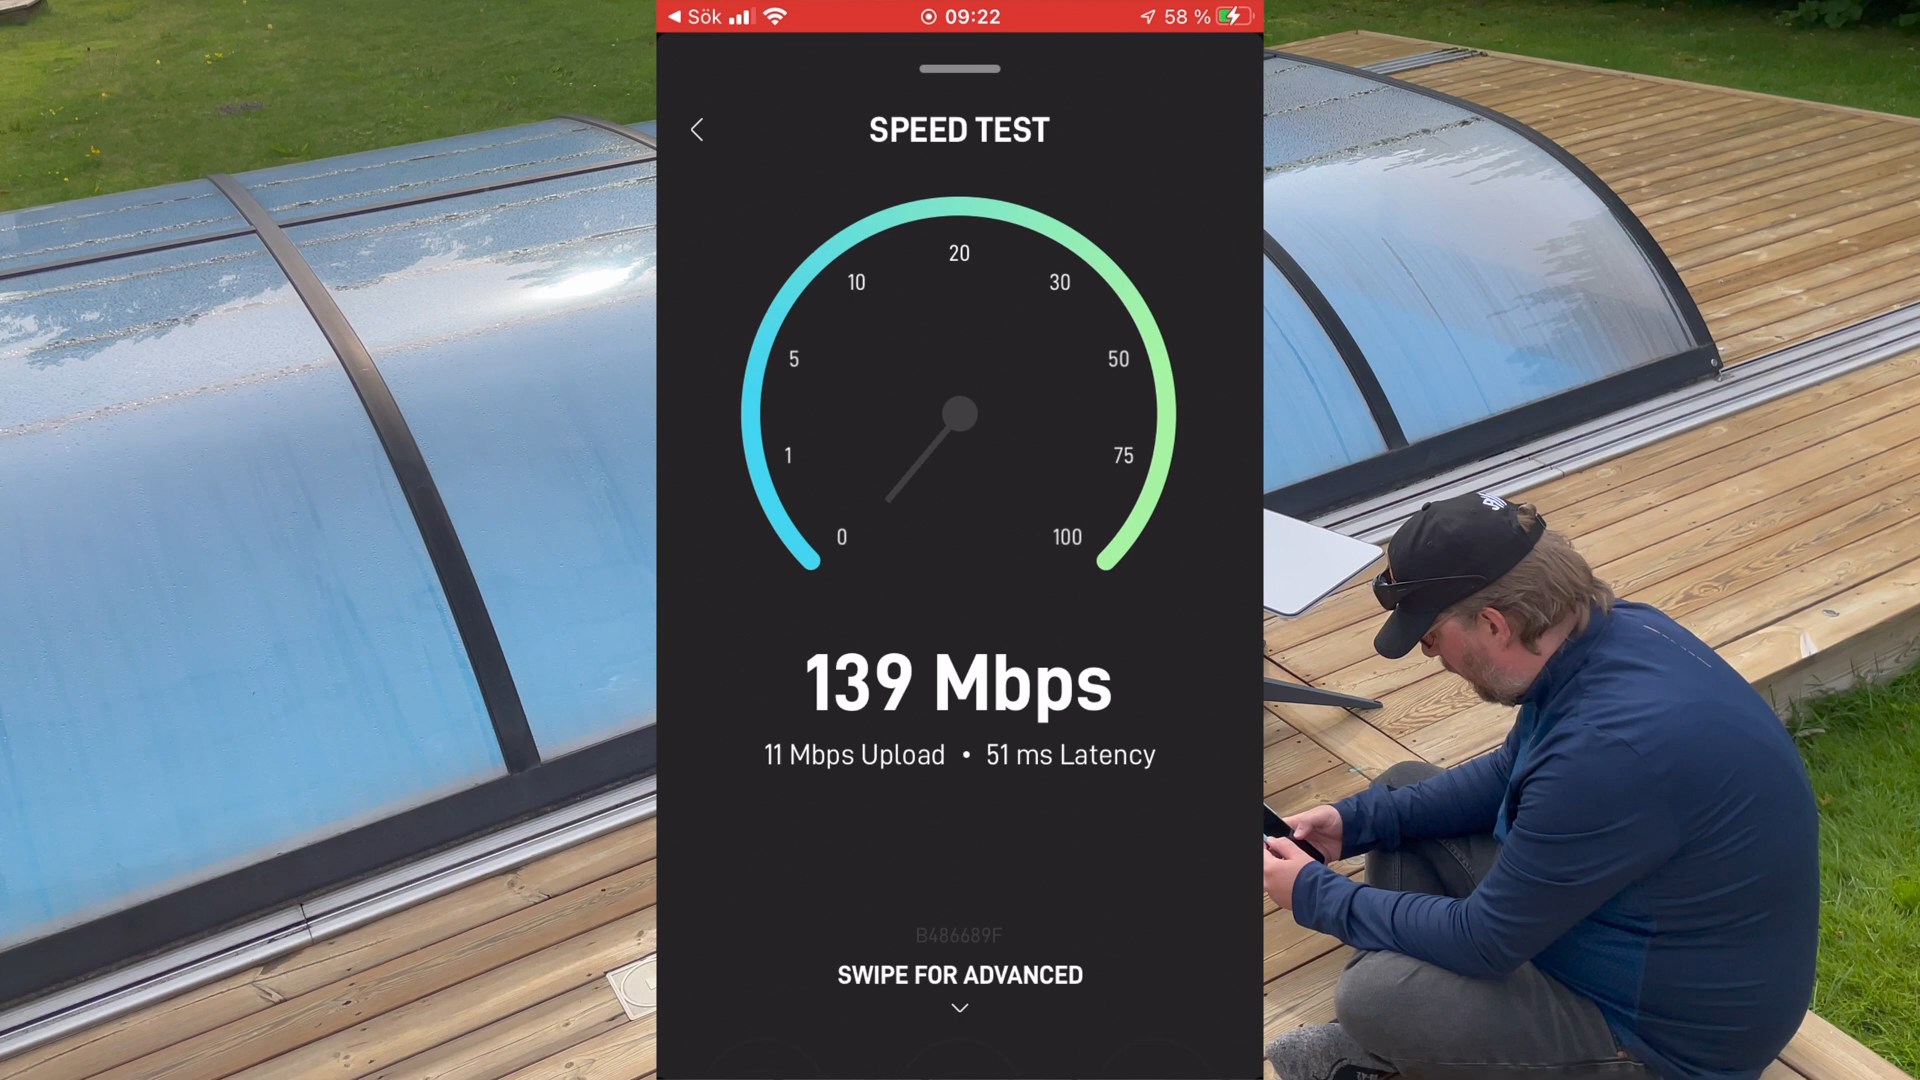 Sök
09:22
58 %
SPEED TEST
20
10
30
5
50
1
75
0
100
139 Mbps
11 Mbps Upload • 51 ms Latency
B486689F
SWIPE FOR ADVANCED